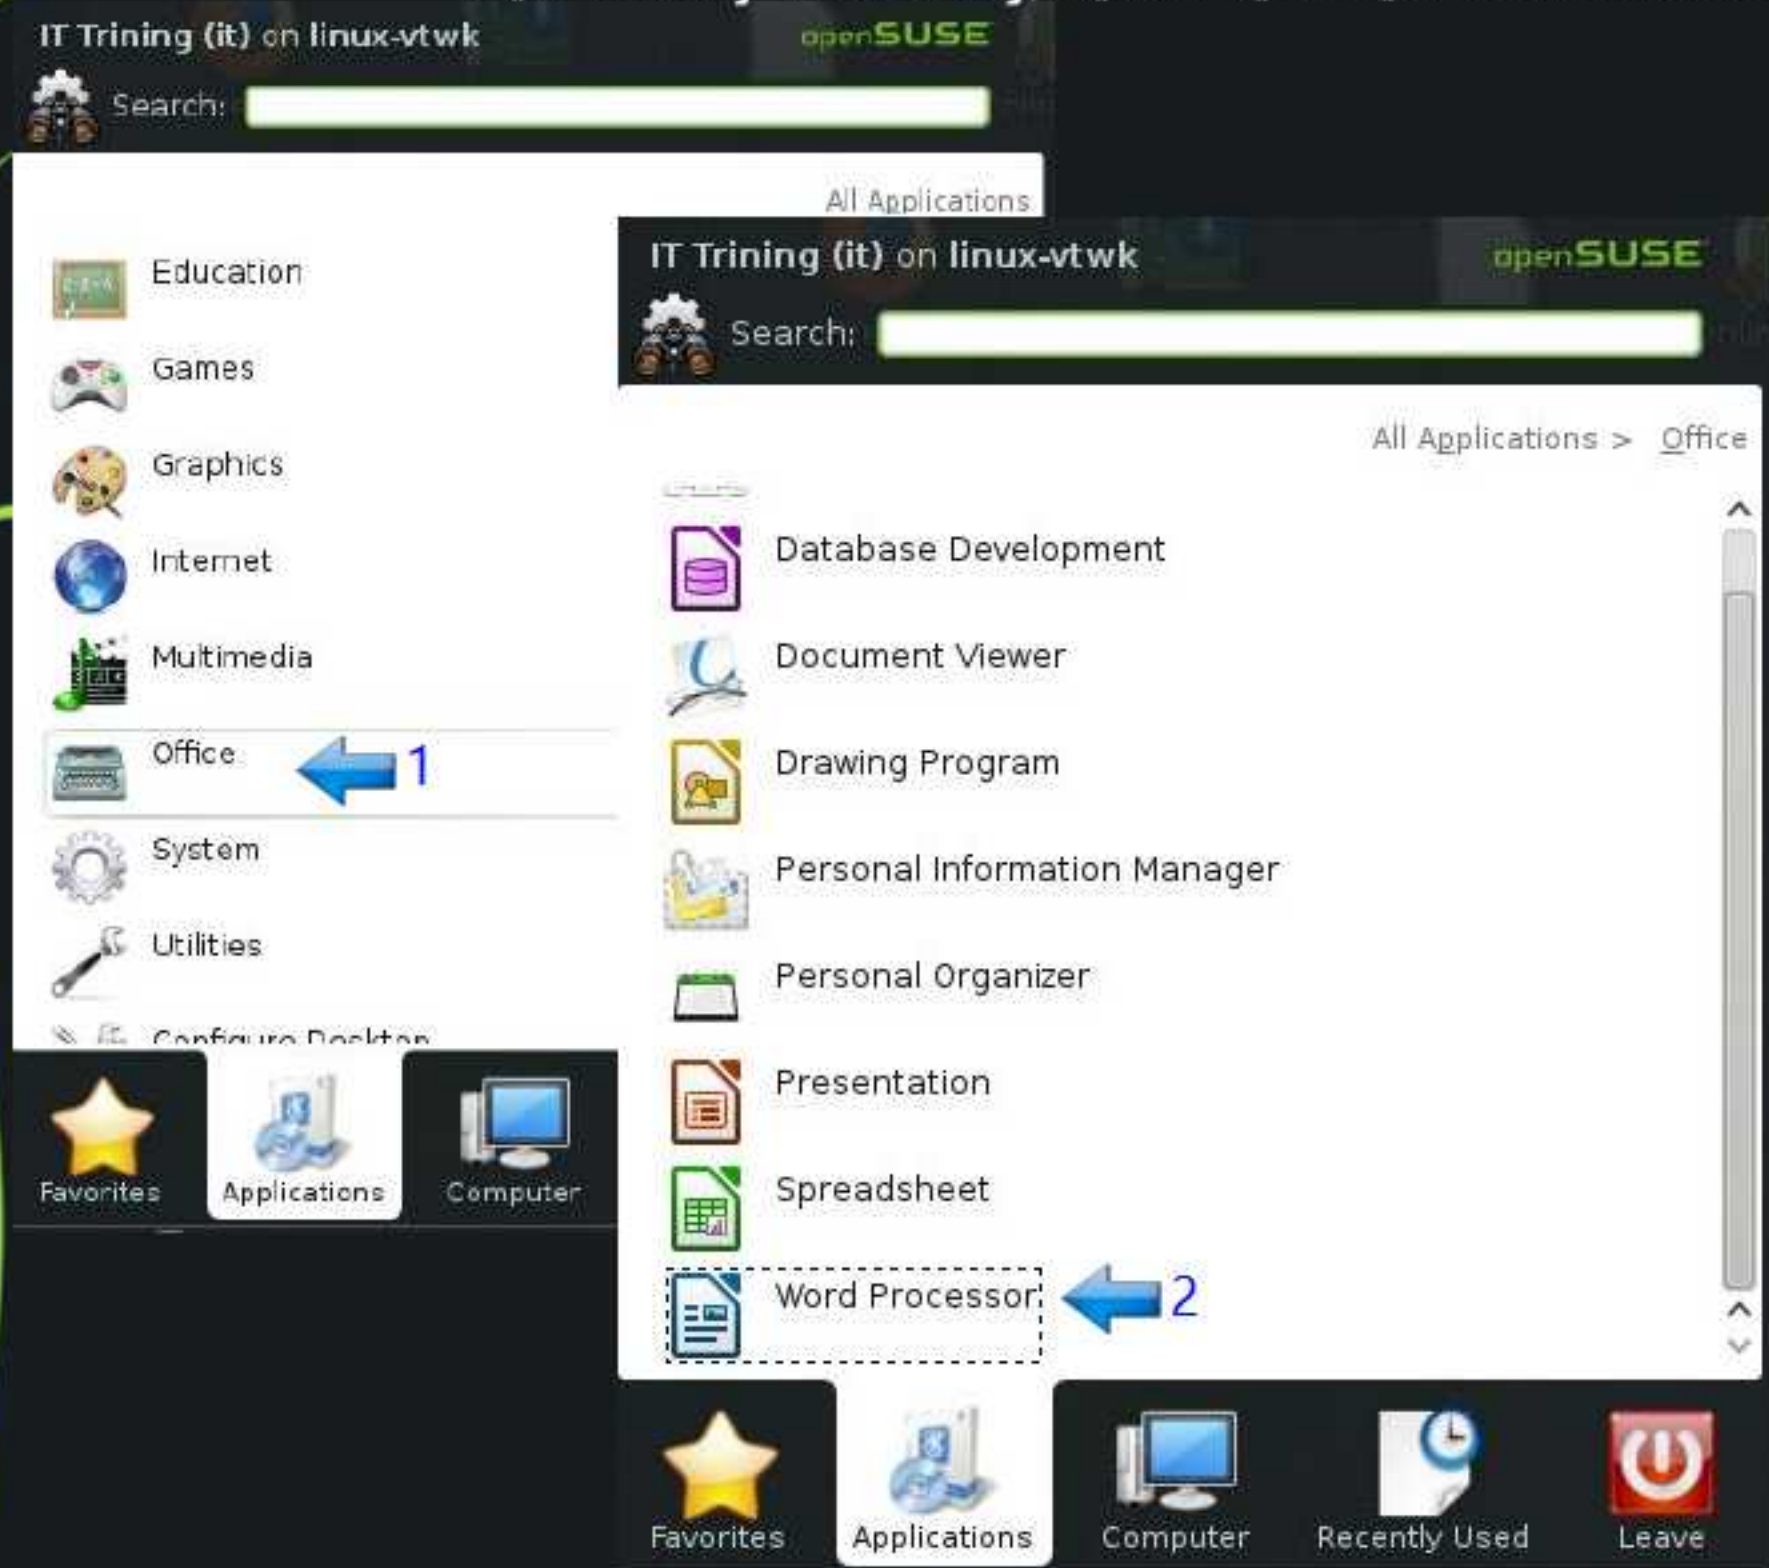 IT Trining (it) on linux-vtwk
openSUSE
Search:
All Applications
Education
Games
Graphics
Internet
Multimedia
Office
1
System
Utilities
Configure Desktop
Favorites
Applications
Computer
IT Trining (it) on linux-vtwk
openSUSE
Search:
All Applications > Office
Database Development
Document Viewer
Drawing Program
Personal Information Manager
Personal Organizer
Presentation
Spreadsheet
Word Processor
2
Favorites
Applications
Computer
Recently Used
Leave